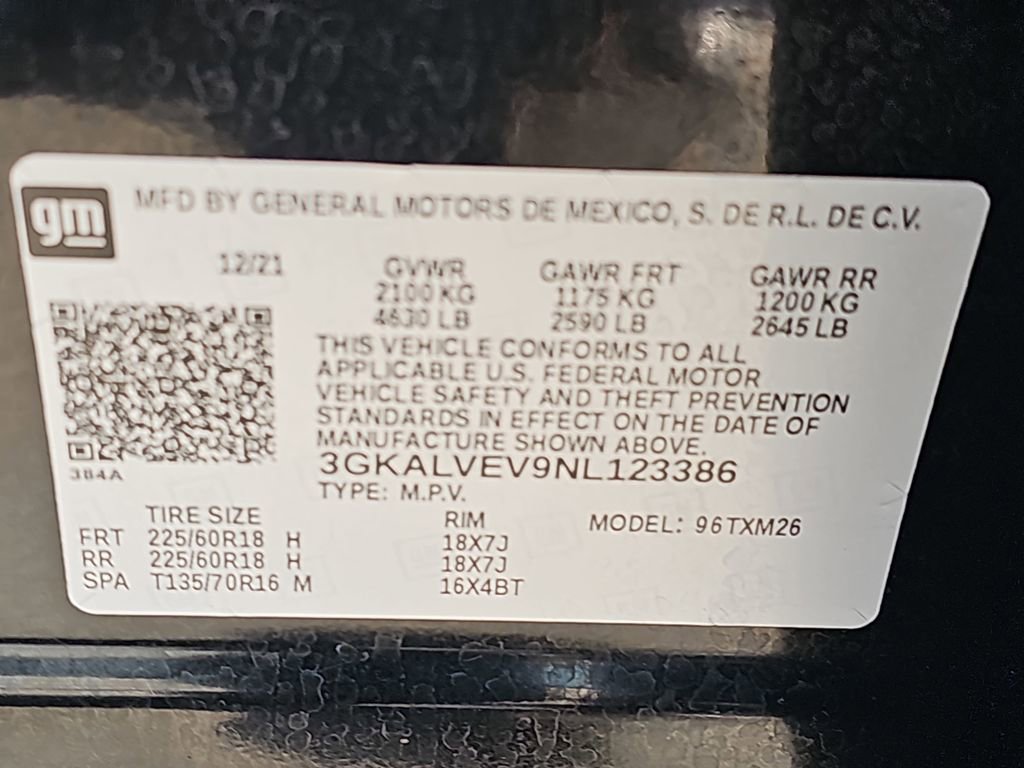 gm
MFD BY GENERAL MOTORS DE MEXICO, S. DE R.L. DE C.V.
12/21 GVWR GAWR FRT GAWR RR
2100 KG 1175 KG 1200 KG
4630 LB 2590 LB 2645 LB
THIS VEHICLE CONFORMS TO ALL
APPLICABLE U.S. FEDERAL MOTOR
VEHICLE SAFETY AND THEFT PREVENTION
STANDARDS IN EFFECT ON THE DATE OF
MANUFACTURE SHOWN ABOVE.
3GKALVEV9NL123386
384A
TYPE: M.P.V.
TIRE SIZE RIM MODEL: 96TXM26
FRT 225/60R18 H 18X7J
RR 225/60R18 H 18X7J
SPA T135/70R16 M 16X4BT